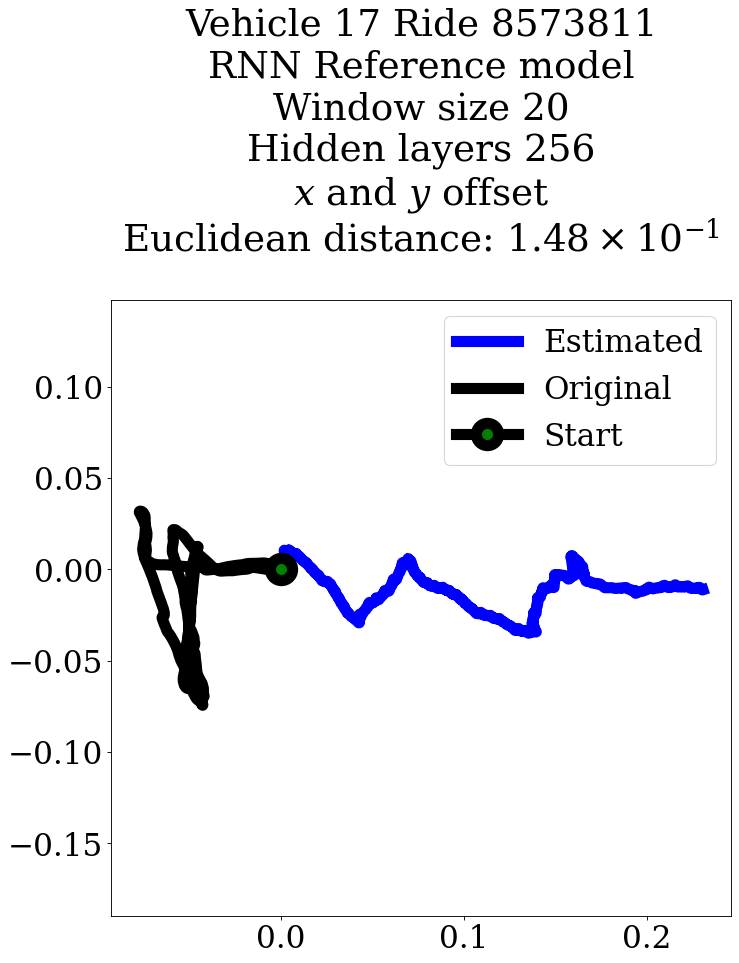 Vehicle 17 Ride 8573811
RNN Reference model
Window size 20
Hidden layers 256
x and y offset
Euclidean distance: 1.48 × 10⁻¹
Estimated
Original
Start
0.10
0.05
0.00
−0.05
−0.10
−0.15
0.0 0.1 0.2